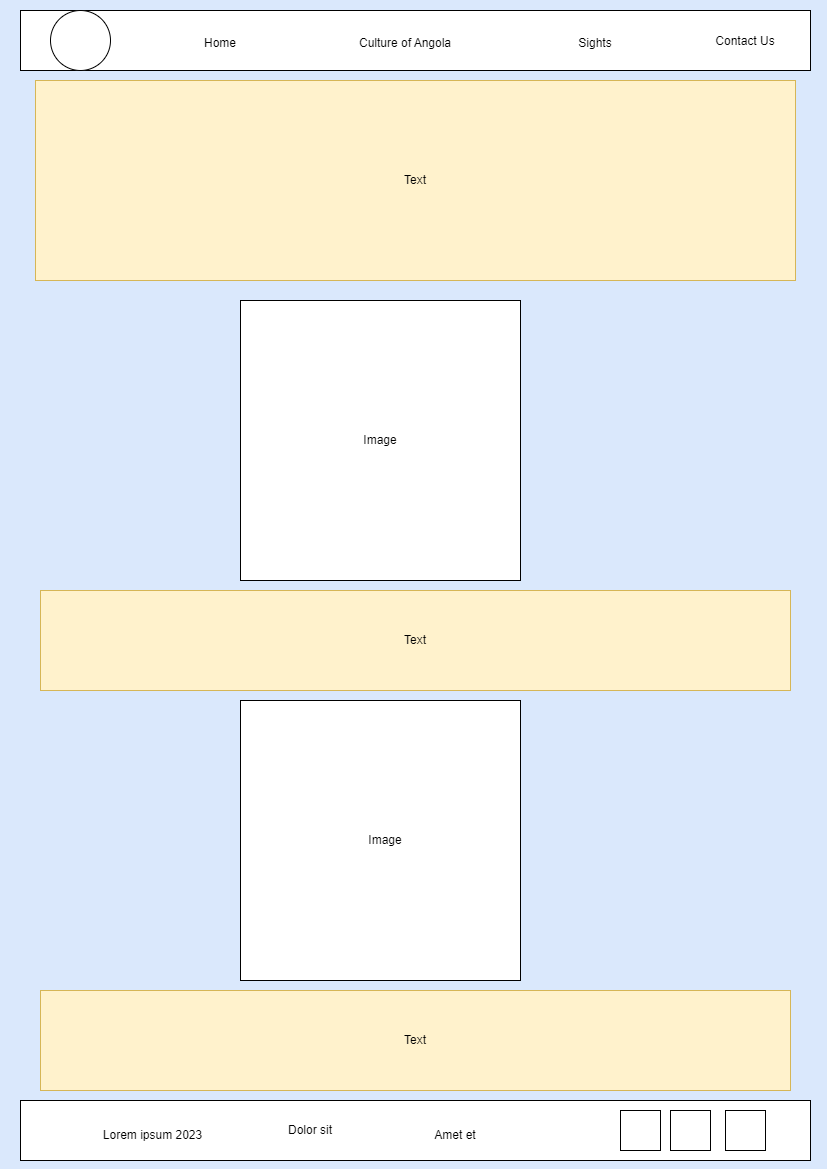 Home
Culture of Angola
Sights
Contact Us
Text
Image
Text
Image
Text
Lorem ipsum 2023
Dolor sit
Amet et